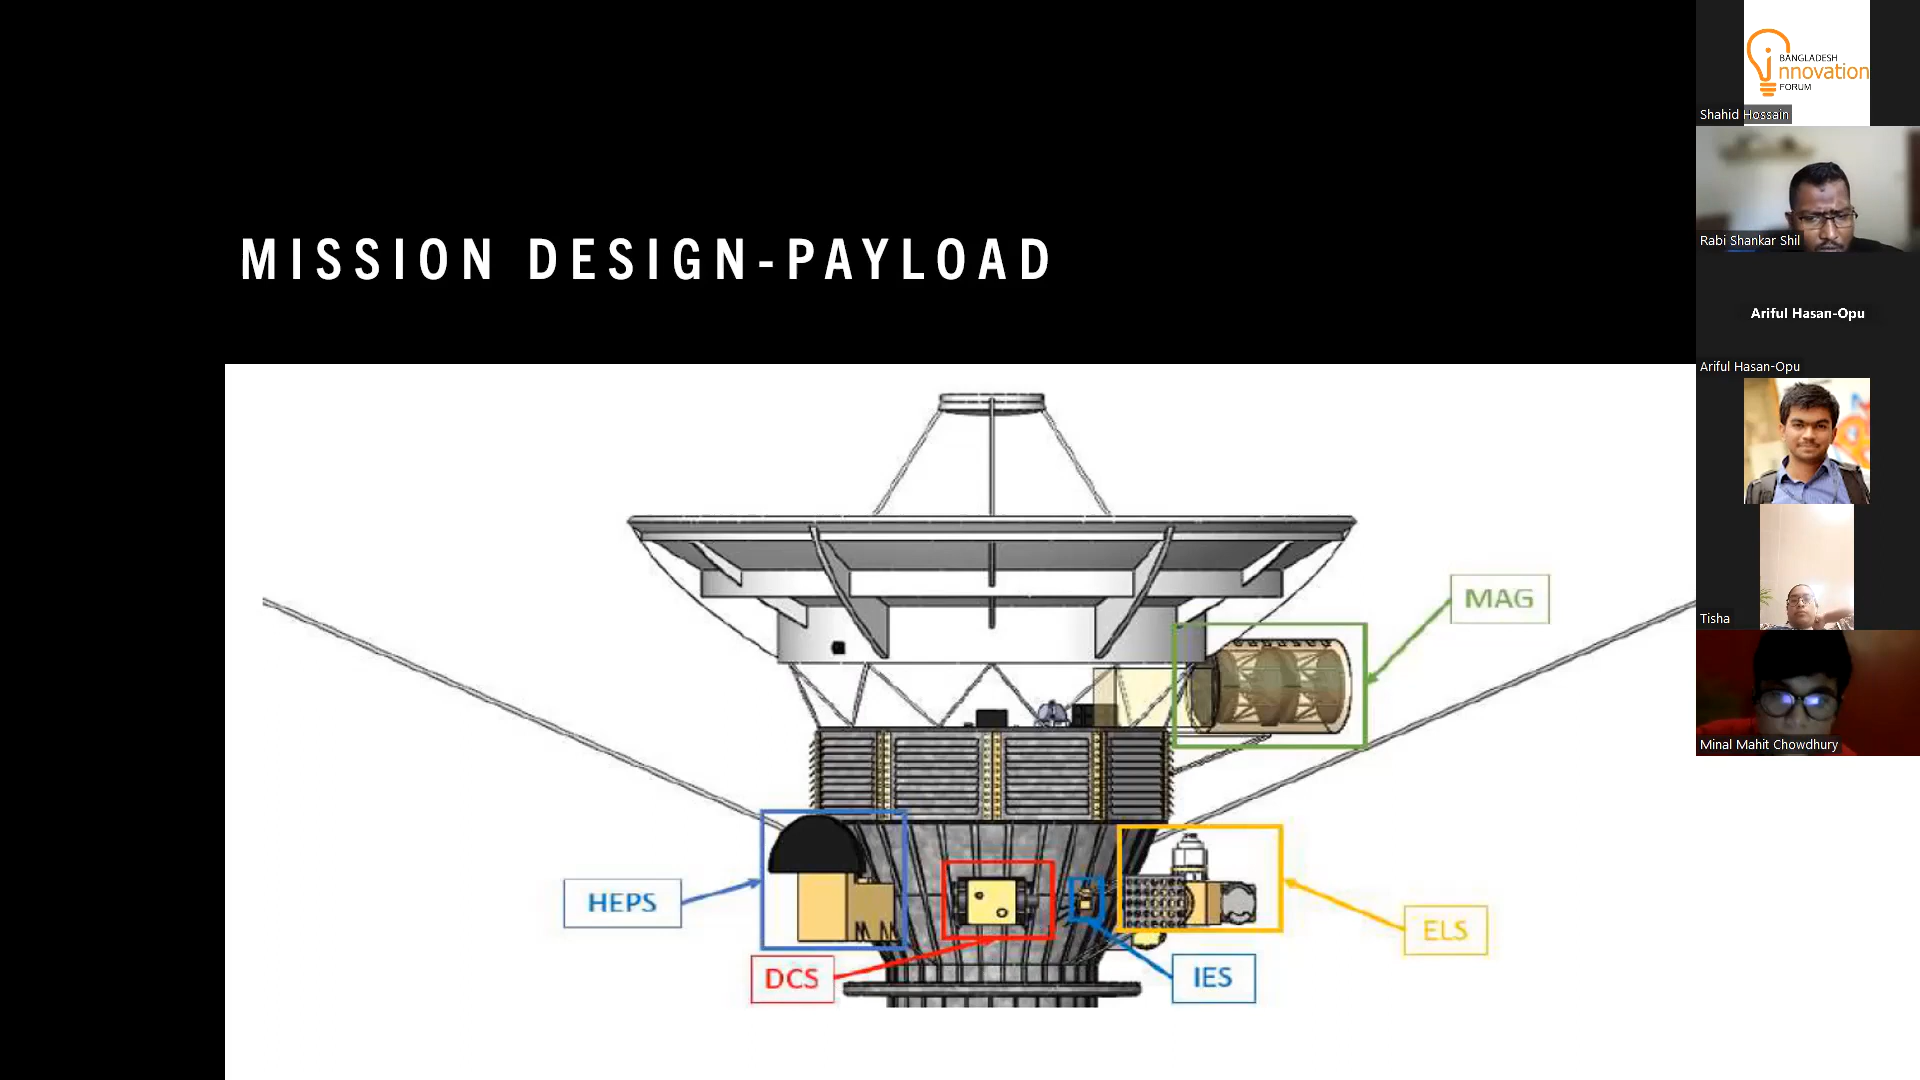 MISSION DESIGN-PAYLOAD
MAG
HEPS
DCS
IES
ELS
BANGLADESH
innovation
FORUM
Shahid Hossain
Rabi Shankar Shil
Ariful Hasan-Opu
Ariful Hasan-Opu
Tisha
Minal Mahit Chowdhury